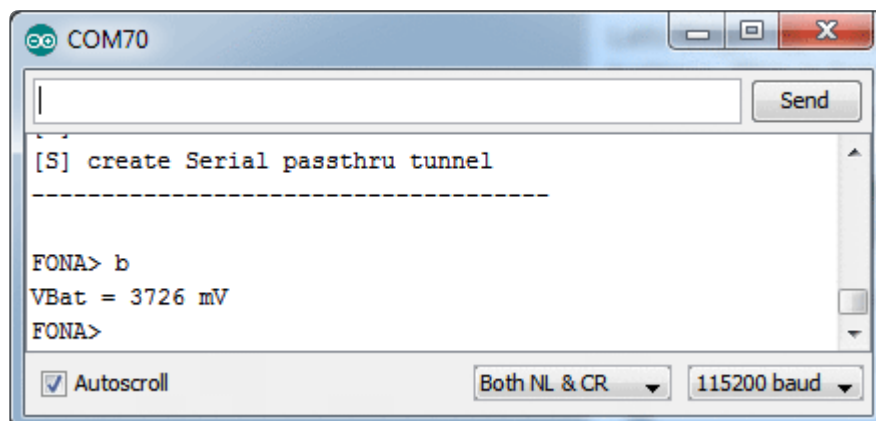 COM70
Send
[S] create Serial passthru tunnel
-------------------------------------
FONA> b
VBat = 3726 mV
FONA>
Autoscroll
Both NL & CR
115200 baud